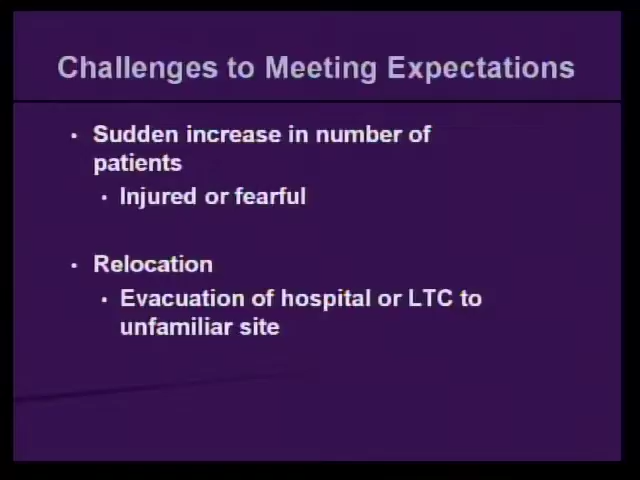 Challenges to Meeting Expectations
• Sudden increase in number of
patients
• Injured or fearful
• Relocation
• Evacuation of hospital or LTC to
unfamiliar site